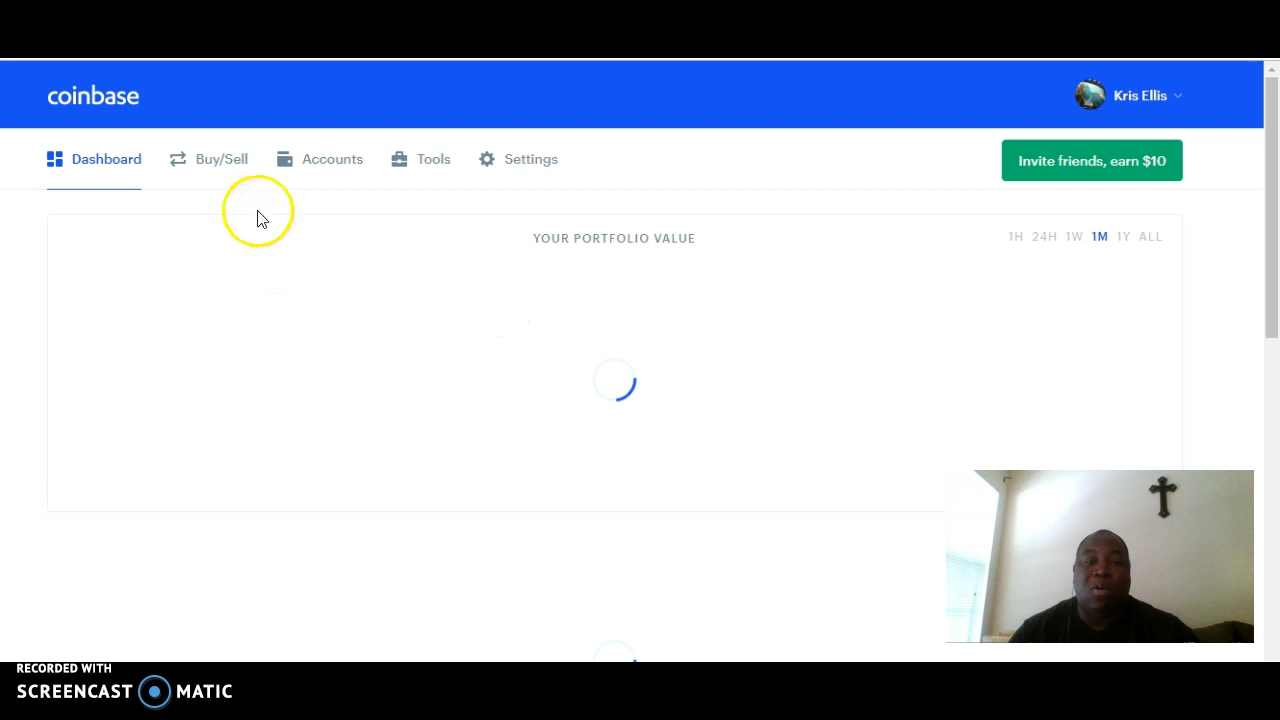 coinbase
Kris Ellis
Dashboard Buy/Sell Accounts Tools Settings
Invite friends, earn $10
YOUR PORTFOLIO VALUE
1H 24H 1W 1M 1Y ALL
RECORDED WITH
SCREENCAST MATIC